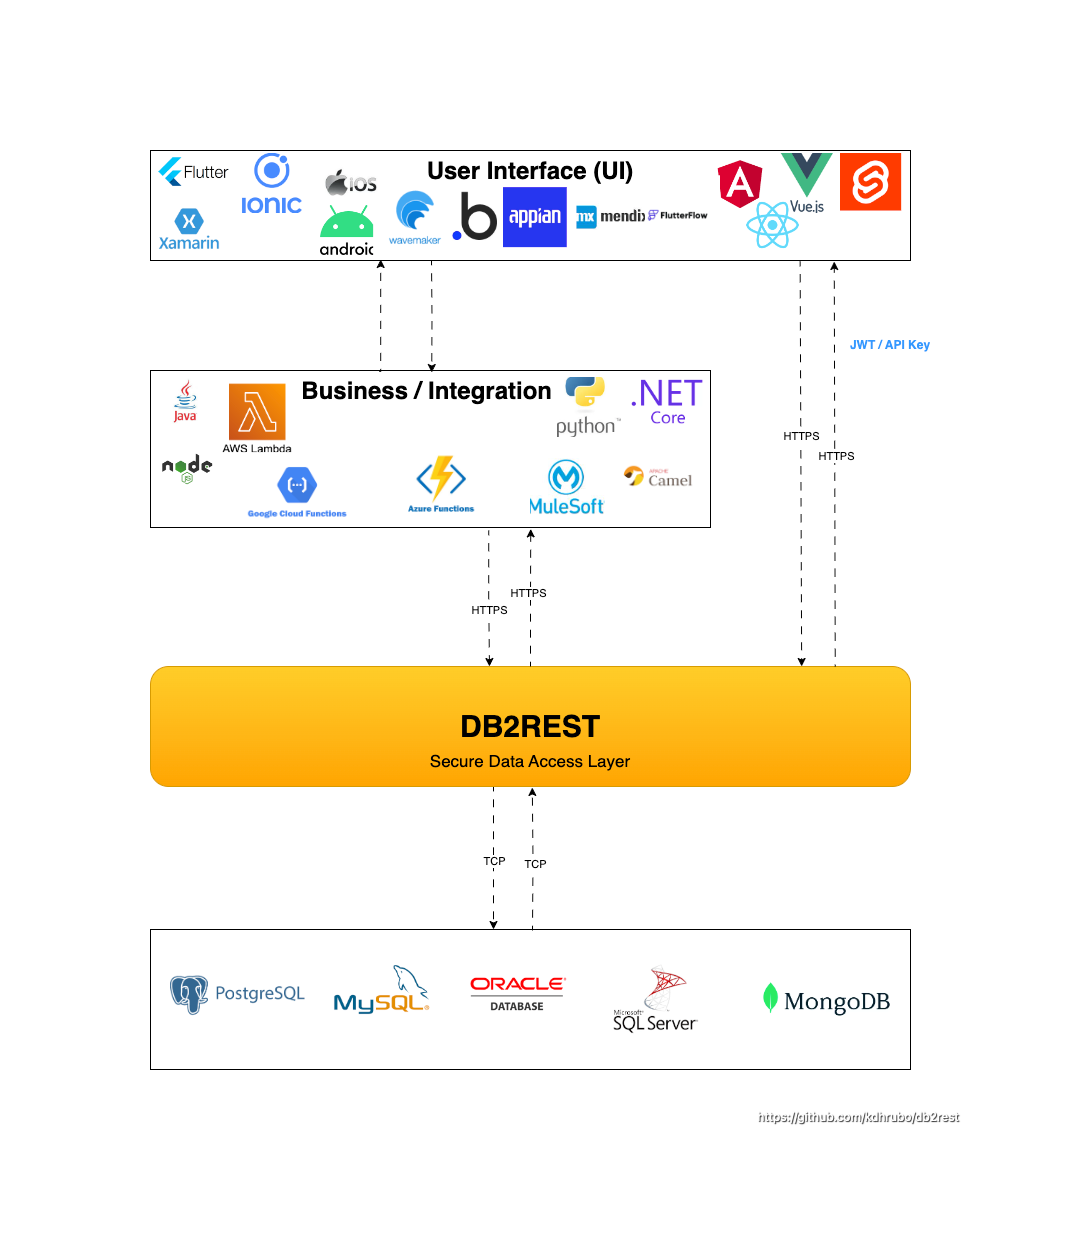 User Interface (UI)
Flutter
IONIC
iOS
Xamarin
android
wavemaker
b
appian
mx mendix
FlutterFlow
A
Vue.js
JWT / API Key
Business / Integration
Java
AWS Lambda
python™
.NET
Core
node
JS
Google Cloud Functions
Azure Functions
MuleSoft
APACHE
Camel
HTTPS
HTTPS
HTTPS
HTTPS
DB2REST
Secure Data Access Layer
TCP
TCP
PostgreSQL
MySQL®
ORACLE®
DATABASE
Microsoft®
SQL Server®
MongoDB
https://github.com/kdhrubo/db2rest